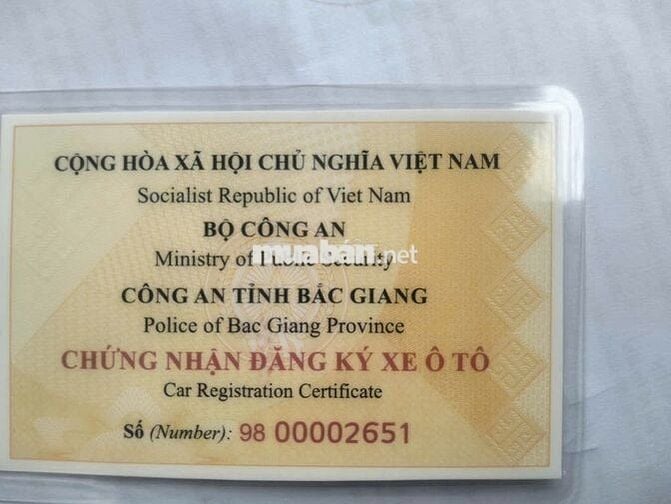 CỘNG HÒA XÃ HỘI CHỦ NGHĨA VIỆT NAM
Socialist Republic of Viet Nam
BỘ CÔNG AN
muaban.net
Ministry of Public Security
CÔNG AN TỈNH BẮC GIANG
Police of Bac Giang Province
CHỨNG NHẬN ĐĂNG KÝ XE Ô TÔ
Car Registration Certificate
Số (Number): 98 00002651